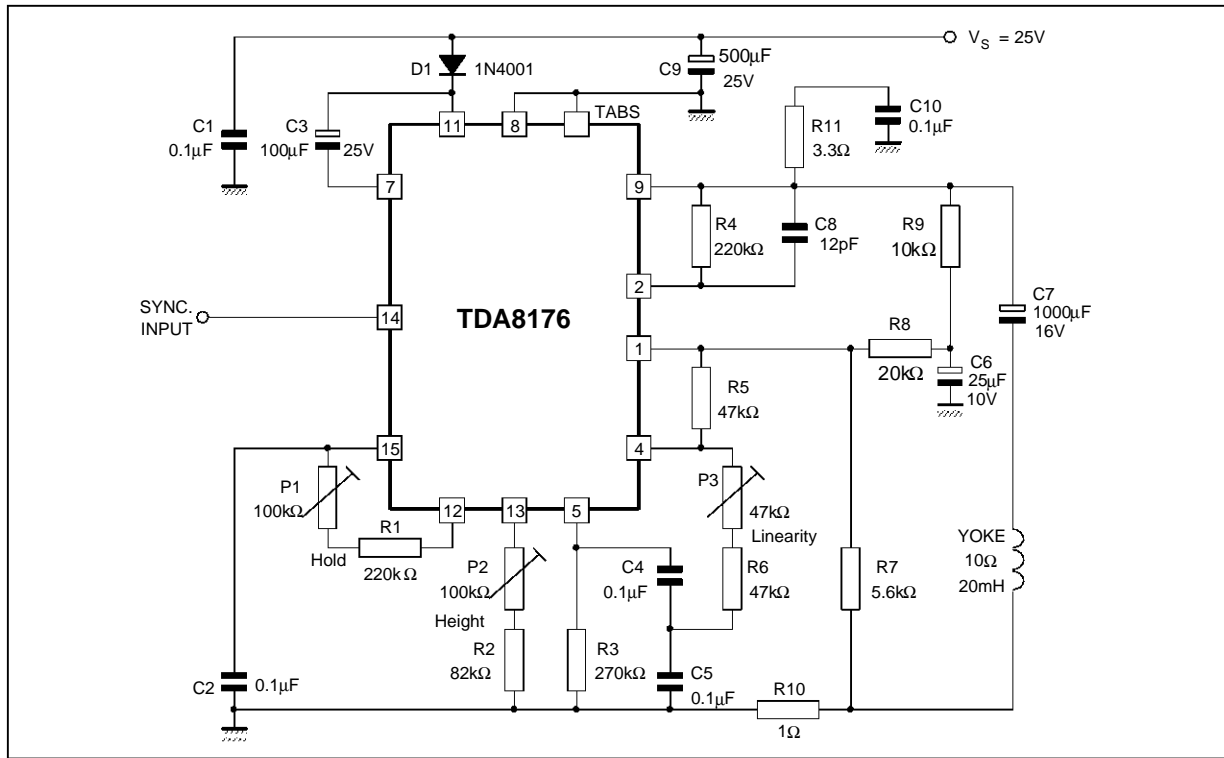 VS = 25V
500µF
C9
25V
D1
1N4001
C10
0.1µF
TABS
R11
3.3Ω
C1
0.1µF
C3
100µF
25V
11
8
7
9
R4
220kΩ
C8
12pF
R9
10kΩ
2
C7
1000µF
16V
SYNC.
INPUT
14
TDA8176
1
R8
20kΩ
C6
25µF
10V
R5
47kΩ
15
4
P1
100kΩ
P3
47kΩ
Linearity
12
13
5
R1
220kΩ
Hold
YOKE
10Ω
20mH
P2
100kΩ
Height
C4
0.1µF
R6
47kΩ
R7
5.6kΩ
R2
82kΩ
R3
270kΩ
C5
0.1µF
C2
0.1µF
R10
1Ω